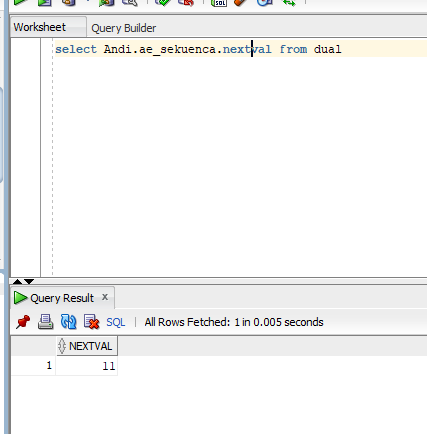 Worksheet Query Builder
select Andi.ae_sekuenca.nextval from dual
Query Result x
SQL | All Rows Fetched: 1 in 0.005 seconds
NEXTVAL
1 11